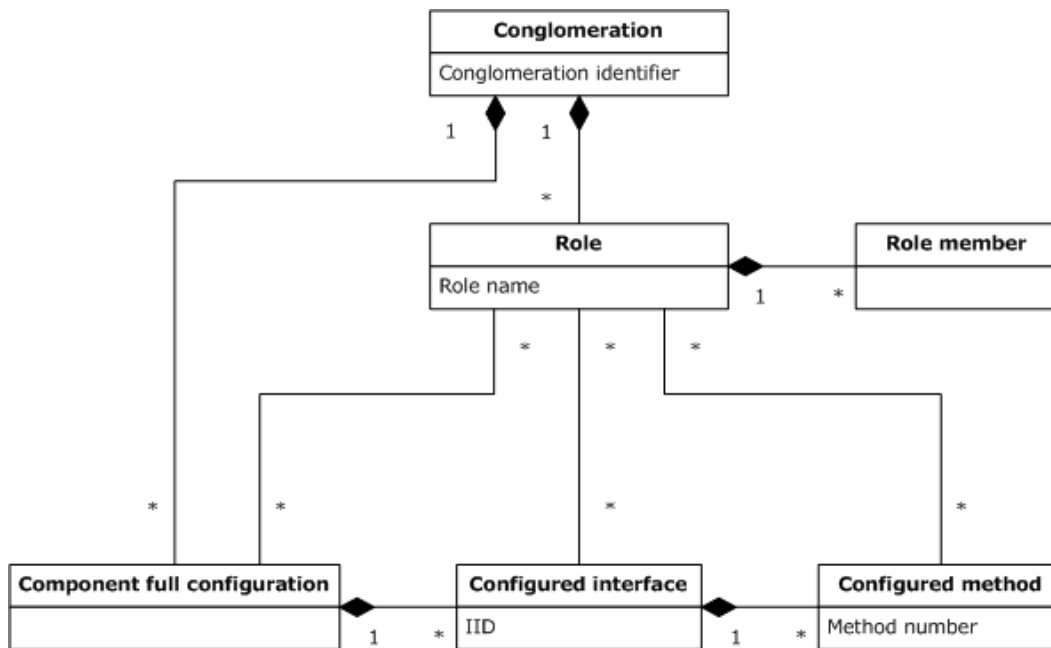 Conglomeration
Conglomeration identifier
1
1
*
Role
Role name
Role member
1
*
*
*
*
*
*
*
*
Component full configuration
Configured interface
IID
Configured method
Method number
1
*
1
*